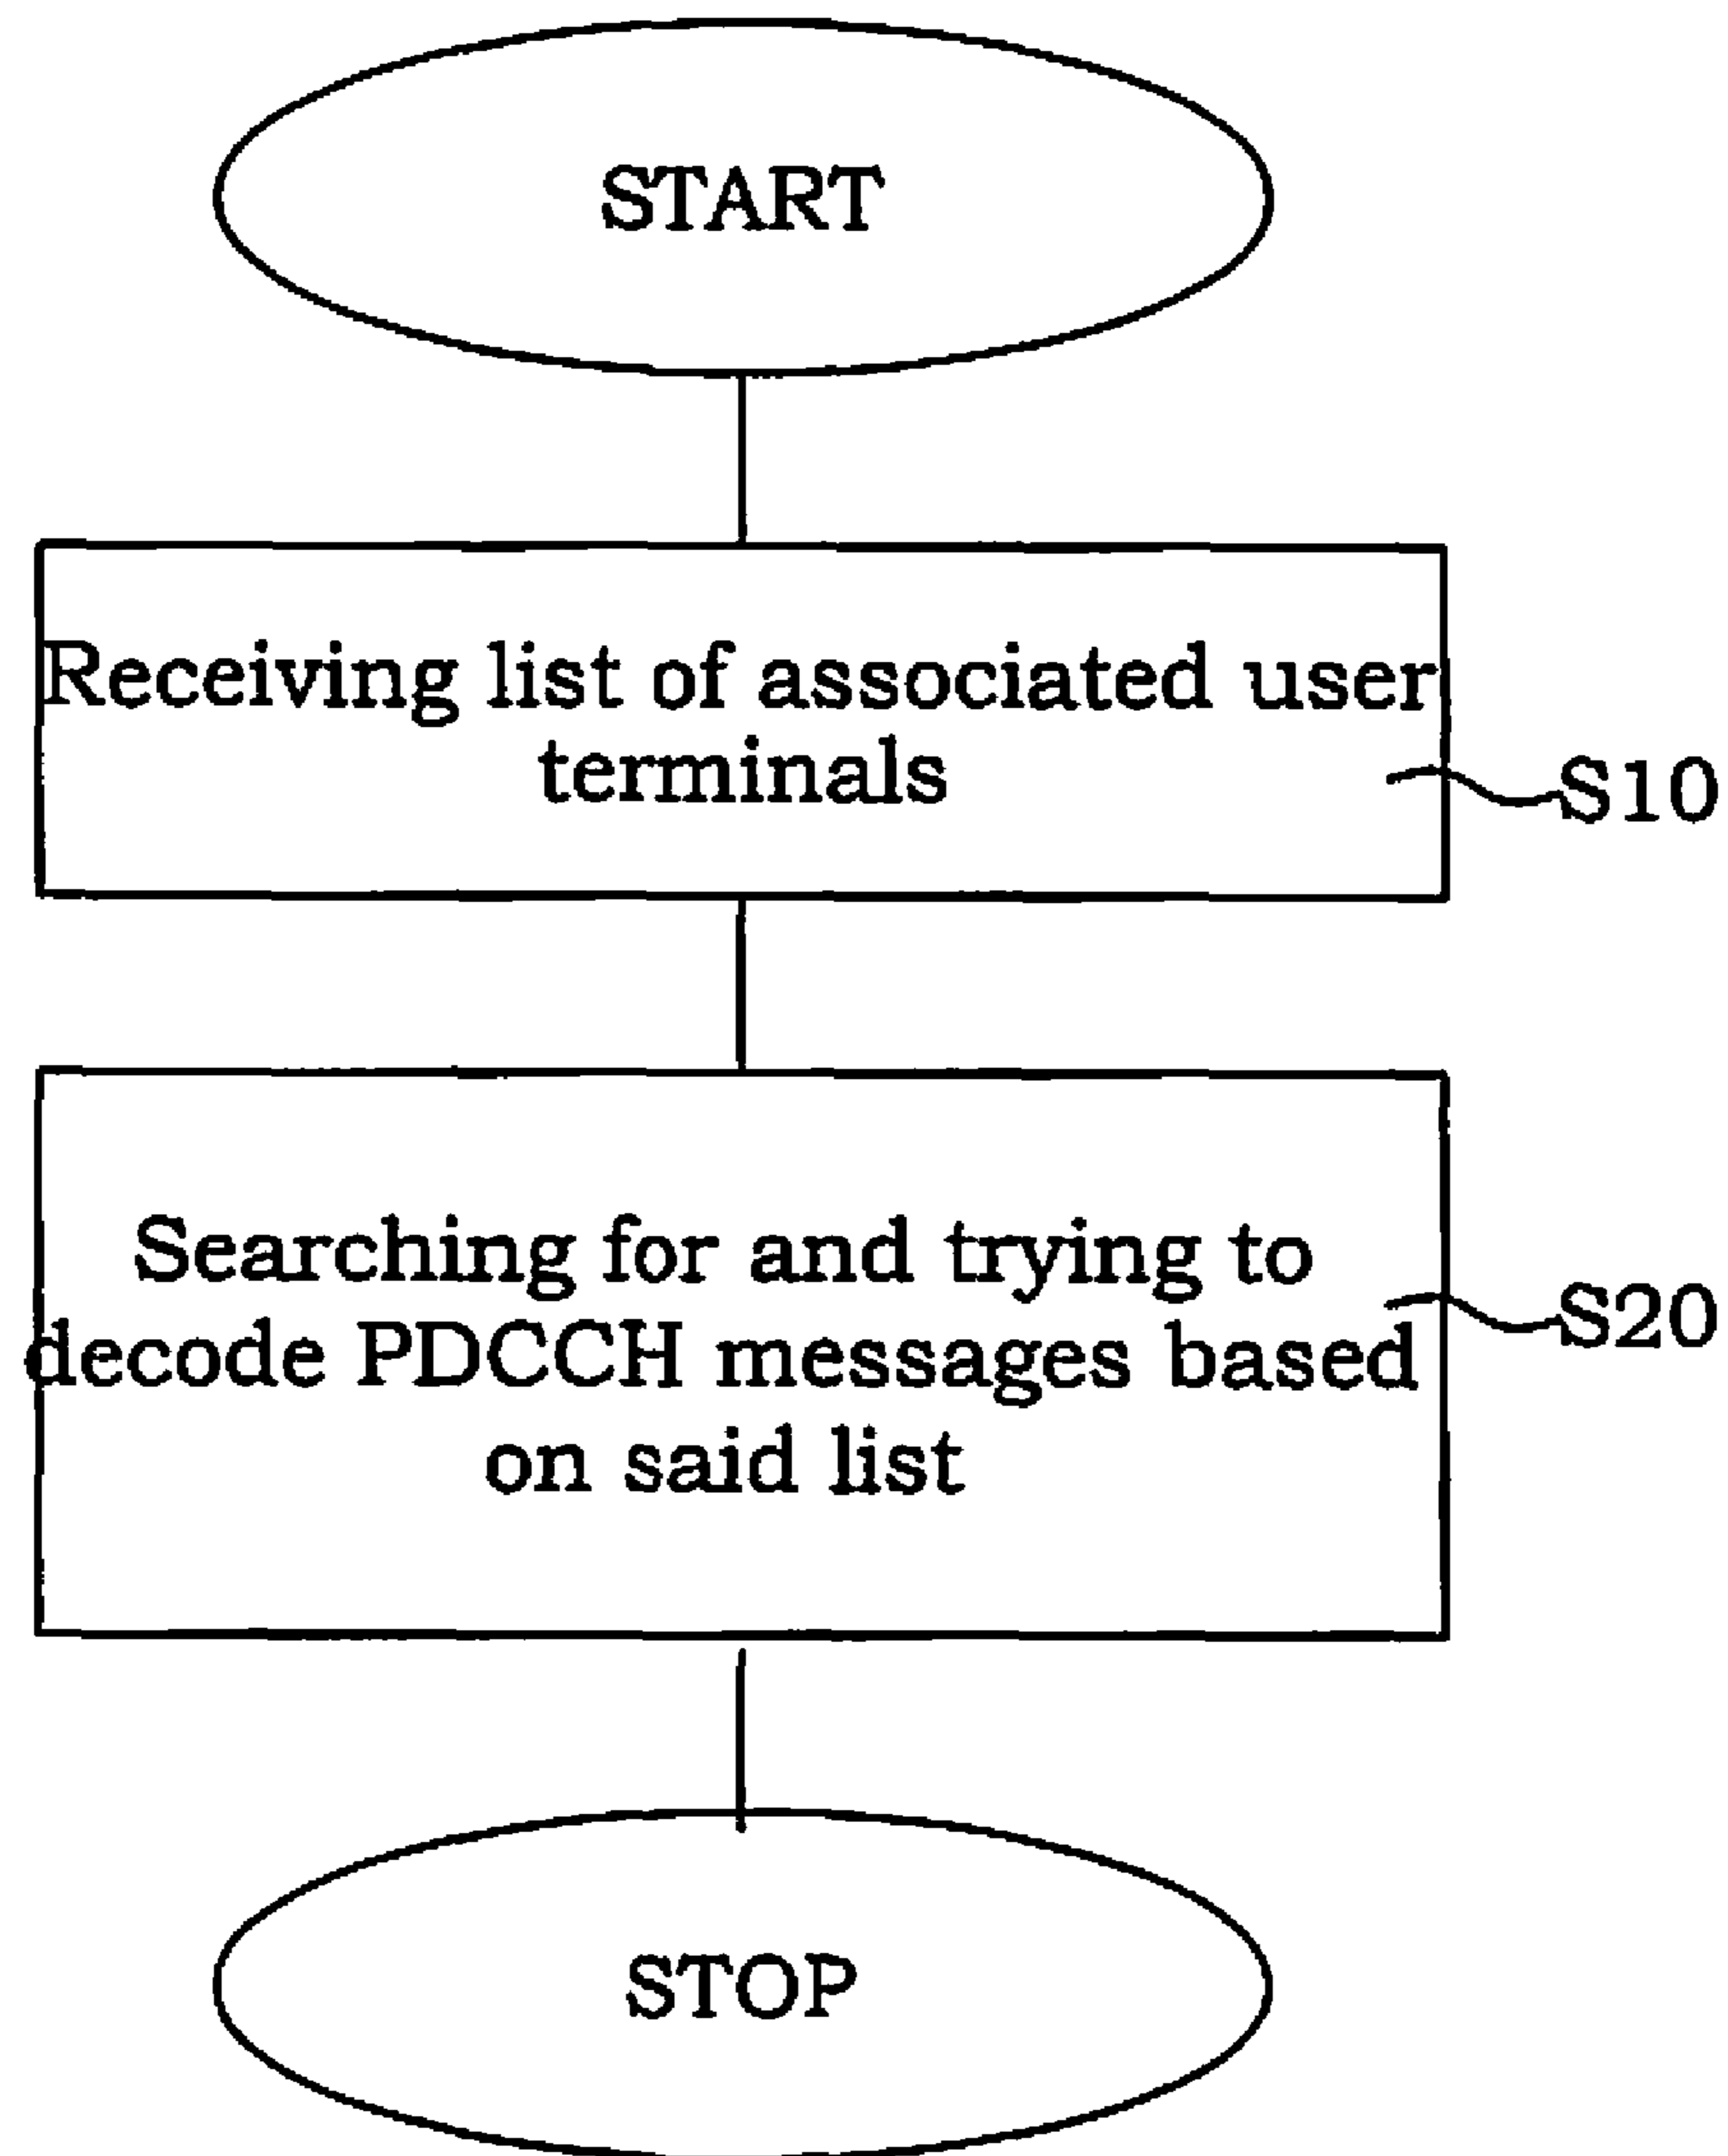 START
Receiving list of associated user
terminals
S10
Searching for and trying to
decode PDCCH messages based
on said list
S20
STOP